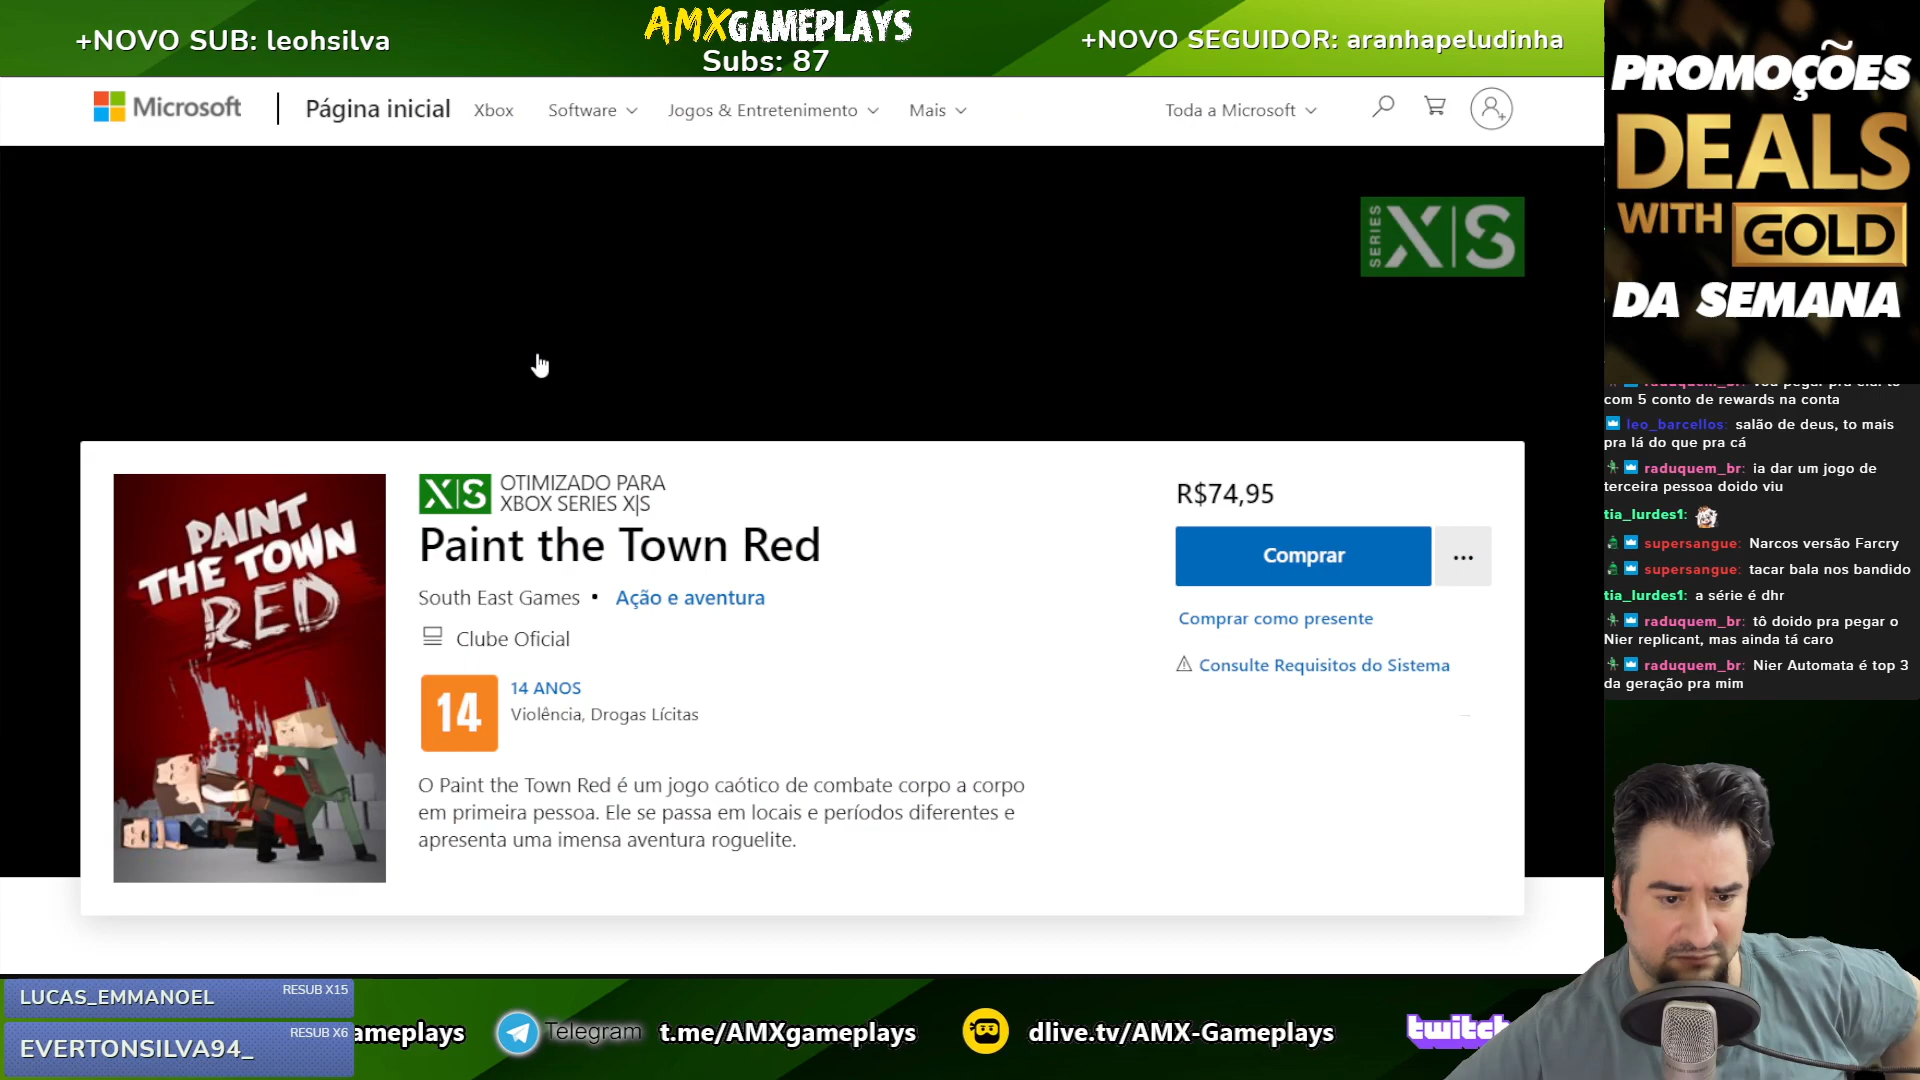 +NOVO SUB: leohsilva
AMXGAMEPLAYS
Subs: 87
+NOVO SEGUIDOR: aranhapeludinha
Microsoft
Página inicial
Xbox
Software
Jogos & Entretenimento
Mais
Toda a Microsoft
SERIES X|S
PAINT
THE TOWN
RED
X|S
OTIMIZADO PARA
XBOX SERIES X|S
Paint the Town Red
South East Games • Ação e aventura
Clube Oficial
14
14 ANOS
Violência, Drogas Lícitas
O Paint the Town Red é um jogo caótico de combate corpo a corpo
em primeira pessoa. Ele se passa em locais e períodos diferentes e
apresenta uma imensa aventura roguelite.
R$74,95
Comprar
...
Comprar como presente
Consulte Requisitos do Sistema
PROMOÇÕES
DEALS
WITH GOLD
DA SEMANA
com 5 conto de rewards na conta
leo_barcellos: salão de deus, to mais
pra lá do que pra cá
raduquem_br: ia dar um jogo de
terceira pessoa doido viu
tia_lurdes1:
supersangue: Narcos versão Farcry
supersangue: tacar bala nos bandido
tia_lurdes1: a série é dhr
raduquem_br: tô doido pra pegar o
Nier replicant, mas ainda tá caro
raduquem_br: Nier Automata é top 3
da geração pra mim
LUCAS_EMMANOEL
RESUB X15
EVERTONSILVA94_
RESUB X6
ameplays
Telegram
t.me/AMXgameplays
dlive.tv/AMX-Gameplays
twitch